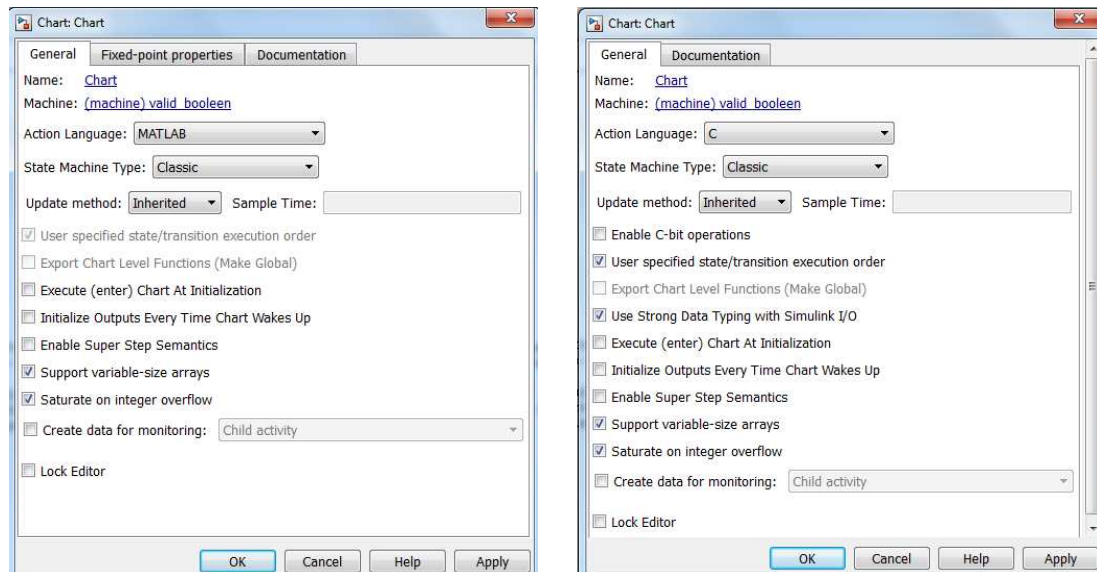 Chart: Chart
X
General Fixed-point properties Documentation
Name: Chart
Machine: (machine) valid_booleen
Action Language: MATLAB
State Machine Type: Classic
Update method: Inherited Sample Time:
User specified state/transition execution order
Export Chart Level Functions (Make Global)
Execute (enter) Chart At Initialization
Initialize Outputs Every Time Chart Wakes Up
Enable Super Step Semantics
Support variable-size arrays
Saturate on integer overflow
Create data for monitoring: Child activity
Lock Editor
OK Cancel Help Apply
Chart: Chart
X
General Documentation
Name: Chart
Machine: (machine) valid_booleen
Action Language: C
State Machine Type: Classic
Update method: Inherited Sample Time:
Enable C-bit operations
User specified state/transition execution order
Export Chart Level Functions (Make Global)
Use Strong Data Typing with Simulink I/O
Execute (enter) Chart At Initialization
Initialize Outputs Every Time Chart Wakes Up
Enable Super Step Semantics
Support variable-size arrays
Saturate on integer overflow
Create data for monitoring: Child activity
Lock Editor
OK Cancel Help Apply